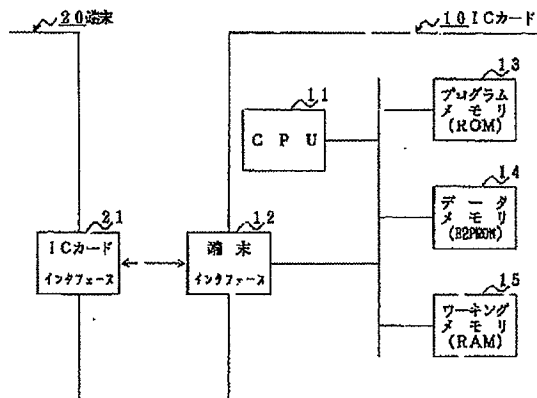 20端末
10ICカード
11
CPU
13
プログラム
メモリ
(ROM)
14
データ
メモリ
(E2PROM)
21
ICカード
インタフェース
12
端末
インタフェース
15
ワーキング
メモリ
(RAM)